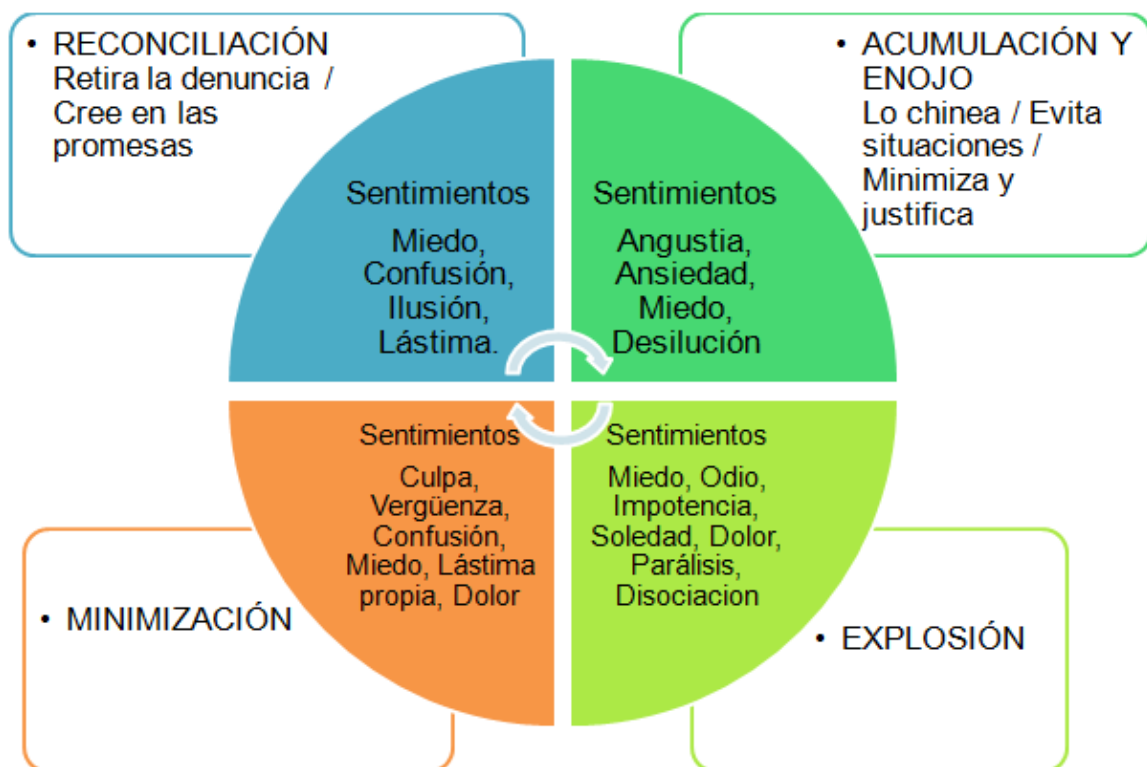 • RECONCILIACIÓN
Retira la denuncia /
Cree en las
promesas
• ACUMULACIÓN Y
ENOJO
Lo chinea / Evita
situaciones /
Minimiza y
justifica
Sentimientos
Miedo,
Confusión,
Ilusión,
Lástima.
Sentimientos
Angustia,
Ansiedad,
Miedo,
Desilución
Sentimientos
Culpa,
Vergüenza,
Confusión,
Miedo, Lástima
propia, Dolor
Sentimientos
Miedo, Odio,
Impotencia,
Soledad, Dolor,
Parálisis,
Disociacion
• MINIMIZACIÓN
• EXPLOSIÓN